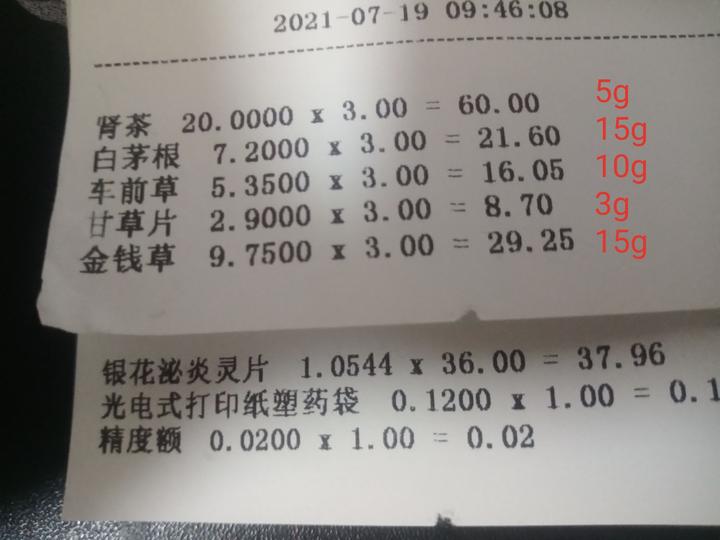 2021-07-19 09:46:08
肾茶 20.0000 x 3.00 = 60.00 5g
白茅根 7.2000 x 3.00 = 21.60 15g
车前草 5.3500 x 3.00 = 16.05 10g
甘草片 2.9000 x 3.00 = 8.70 3g
金钱草 9.7500 x 3.00 = 29.25 15g
银花泌炎灵片 1.0544 x 36.00 = 37.96
光电式打印纸塑药袋 0.1200 x 1.00 = 0.1
精度额 0.0200 x 1.00 = 0.02